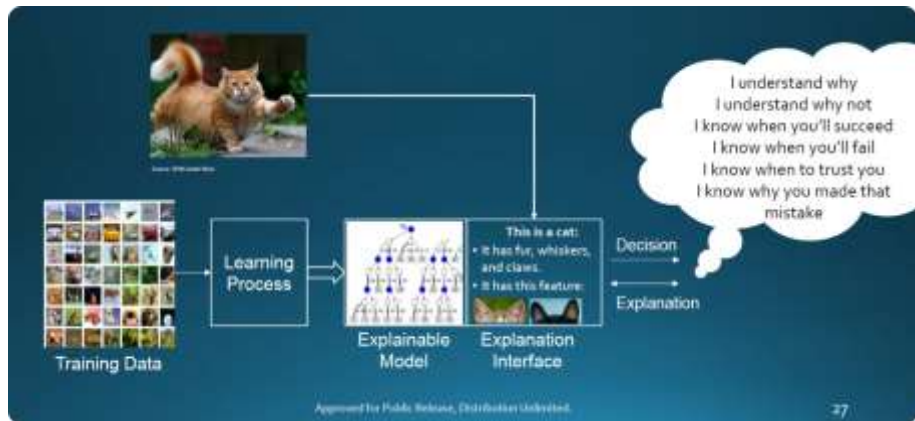 I understand why
I understand why not
I know when you'll succeed
I know when you'll fail
I know when to trust you
I know why you made that
mistake
Training Data
Learning
Process
Explainable
Model
This is a cat:
• It has fur, whiskers,
and claws.
• It has this feature:
Explanation
Interface
Decision
Explanation
Approved for Public Release, Distribution Unlimited.
27